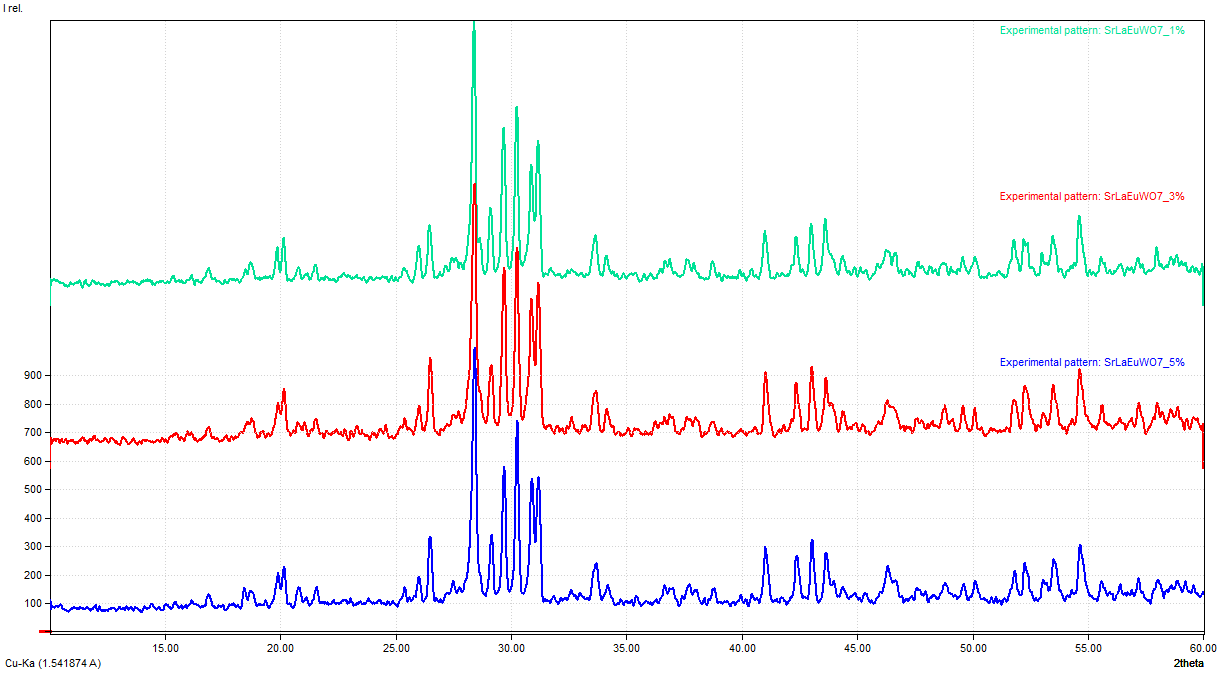 I rel.
Experimental pattern: SrLaEuWO7_1%
Experimental pattern: SrLaEuWO7_3%
Experimental pattern: SrLaEuWO7_5%
900
800
700
600
500
400
300
200
100
15.00 20.00 25.00 30.00 35.00 40.00 45.00 50.00 55.00 60.00
Cu-Ka (1.541874 A) 2theta